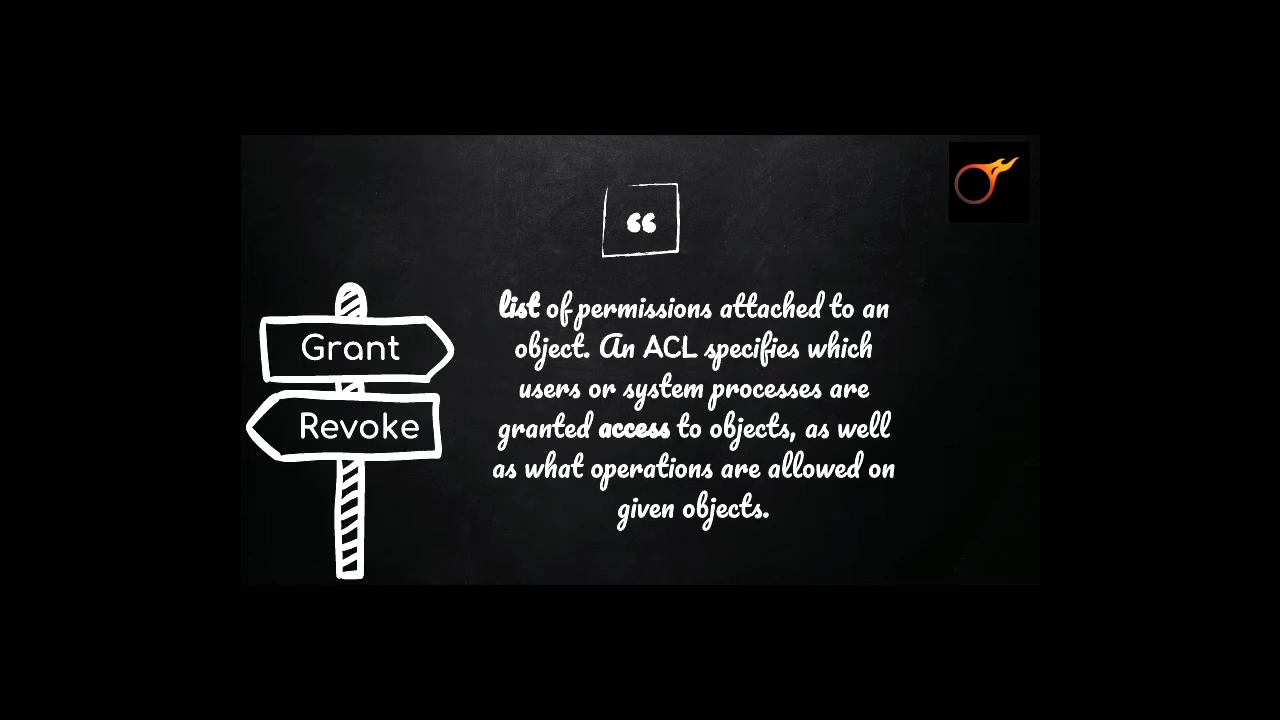 “
Grant
Revoke
list of permissions attached to an
object. An ACL specifies which
users or system processes are
granted access to objects, as well
as what operations are allowed on
given objects.